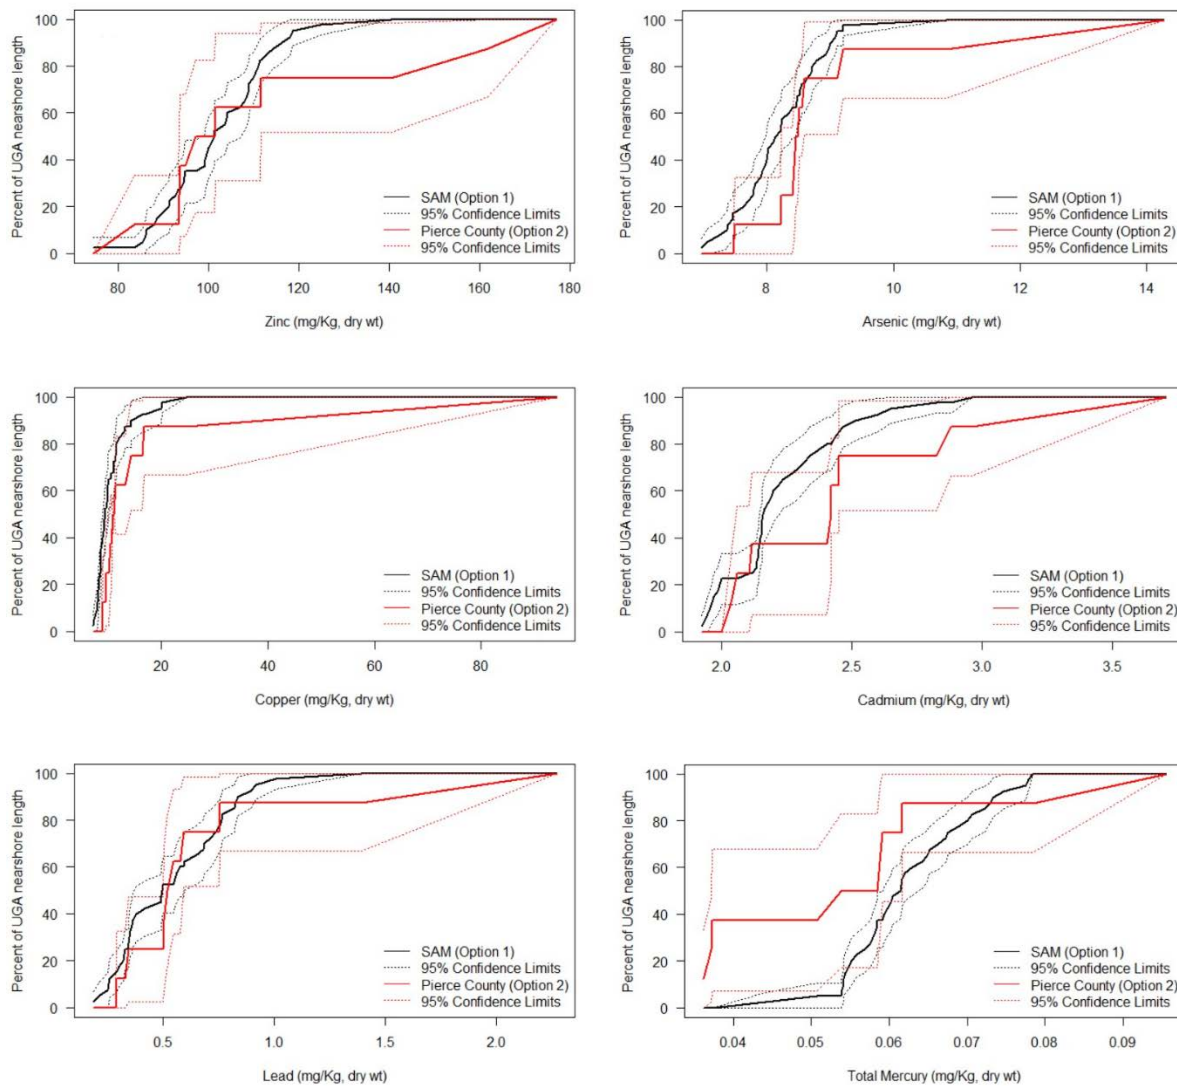 Percent of UGA nearshore length
100
80
60
40
20
0
SAM (Option 1)
95% Confidence Limits
Pierce County (Option 2)
95% Confidence Limits
80 100 120 140 160 180
Zinc (mg/Kg, dry wt)
Percent of UGA nearshore length
100
80
60
40
20
0
SAM (Option 1)
95% Confidence Limits
Pierce County (Option 2)
95% Confidence Limits
8 10 12 14
Arsenic (mg/Kg, dry wt)
Percent of UGA nearshore length
100
80
60
40
20
0
SAM (Option 1)
95% Confidence Limits
Pierce County (Option 2)
95% Confidence Limits
20 40 60 80
Copper (mg/Kg, dry wt)
Percent of UGA nearshore length
100
80
60
40
20
0
SAM (Option 1)
95% Confidence Limits
Pierce County (Option 2)
95% Confidence Limits
2.0 2.5 3.0 3.5
Cadmium (mg/Kg, dry wt)
Percent of UGA nearshore length
100
80
60
40
20
0
SAM (Option 1)
95% Confidence Limits
Pierce County (Option 2)
95% Confidence Limits
0.5 1.0 1.5 2.0
Lead (mg/Kg, dry wt)
Percent of UGA nearshore length
100
80
60
40
20
0
SAM (Option 1)
95% Confidence Limits
Pierce County (Option 2)
95% Confidence Limits
0.04 0.05 0.06 0.07 0.08 0.09
Total Mercury (mg/Kg, dry wt)